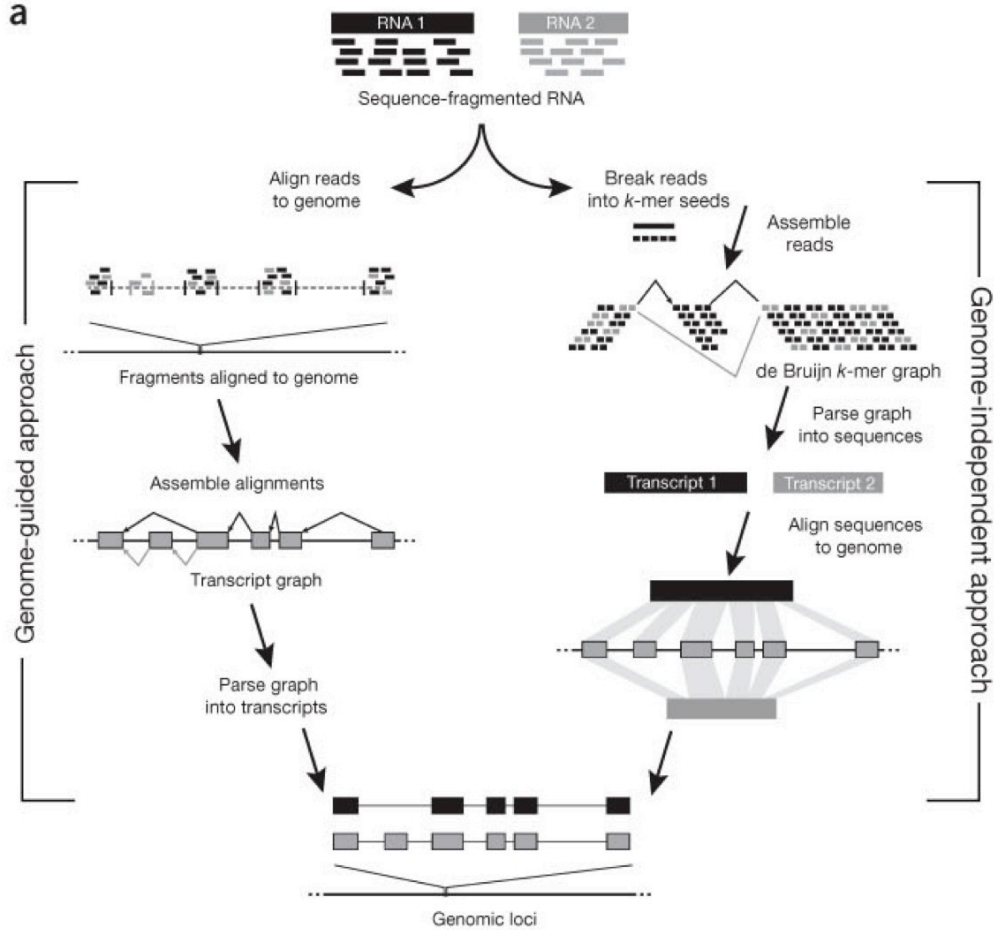 a
RNA 1
RNA 2
Sequence-fragmented RNA
Align reads
to genome
Break reads
into k-mer seeds
Assemble
reads
Fragments aligned to genome
de Bruijn k-mer graph
Parse graph
into sequences
Assemble alignments
Transcript 1
Transcript 2
Align sequences
to genome
Transcript graph
Parse graph
into transcripts
Genomic loci
Genome-guided approach
Genome-independent approach